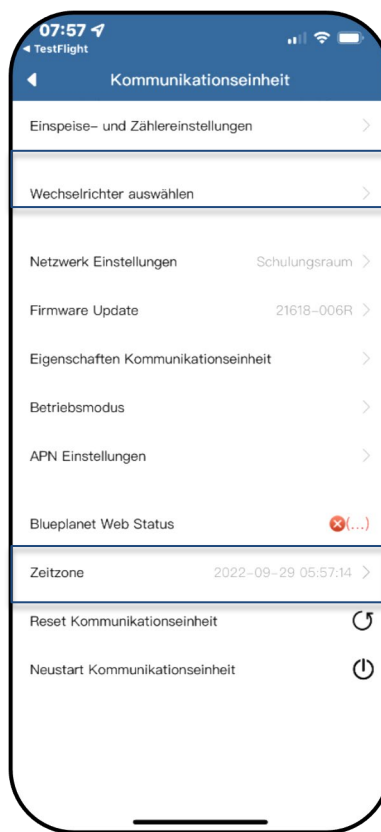 07:57
◀ TestFlight
Kommunikationseinheit
Einspeise- und Zählereinstellungen
Wechselrichter auswählen
Netzwerk Einstellungen Schulungsraum
Firmware Update 21618-006R
Eigenschaften Kommunikationseinheit
Betriebsmodus
APN Einstellungen
Blueplanet Web Status (...)
Zeitzone 2022-09-29 05:57:14
Reset Kommunikationseinheit
Neustart Kommunikationseinheit